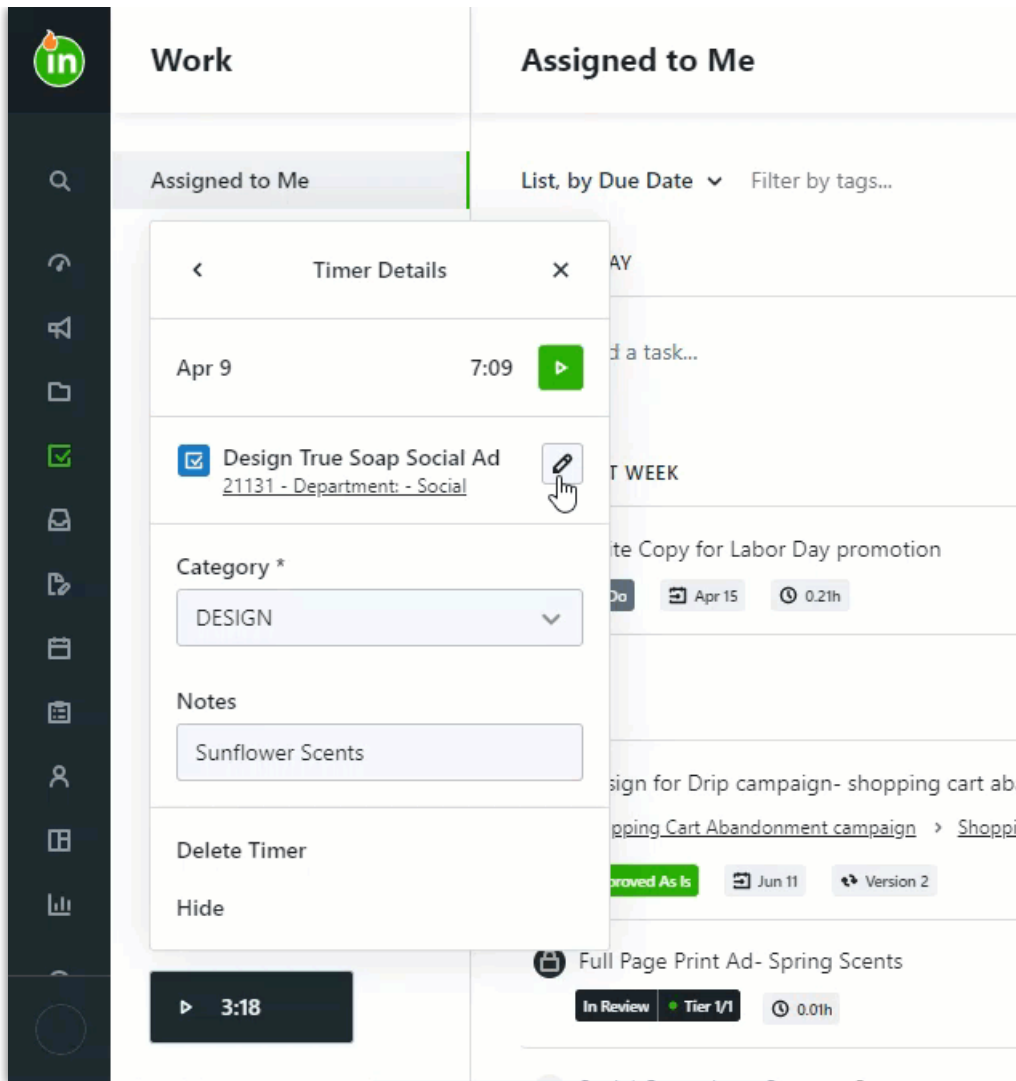 in
Work
Assigned to Me
Assigned to Me
List, by Due Date
Filter by tags...
Timer Details
AY
Apr 9
7:09
d a task...
Design True Soap Social Ad
21131 - Department: - Social
T WEEK
Category *
ite Copy for Labor Day promotion
DESIGN
Do
Apr 15
0.21h
Notes
Sunflower Scents
sign for Drip campaign- shopping cart ab
pping Cart Abandonment campaign > Shoppi
Delete Timer
proved As Is
Jun 11
Version 2
Hide
Full Page Print Ad- Spring Scents
3:18
In Review
Tier 1/1
0.01h